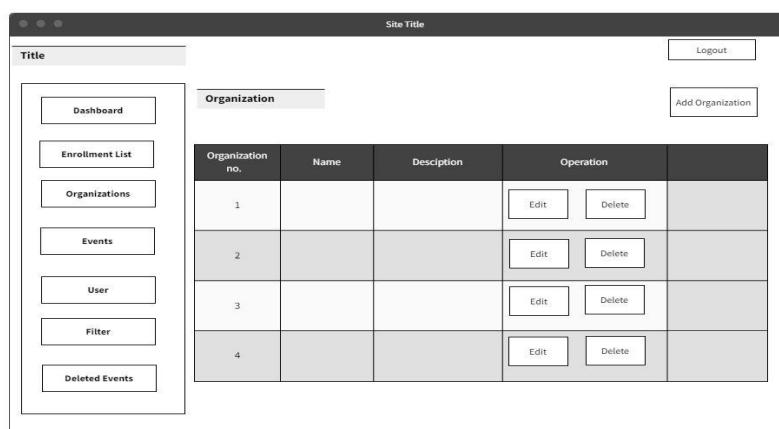 Site Title
Title
Logout
Organization
Add Organization
Dashboard
Enrollment List
Organizations
Events
User
Filter
Deleted Events
Organization no. Name Desciption Operation
1 Edit Delete
2 Edit Delete
3 Edit Delete
4 Edit Delete